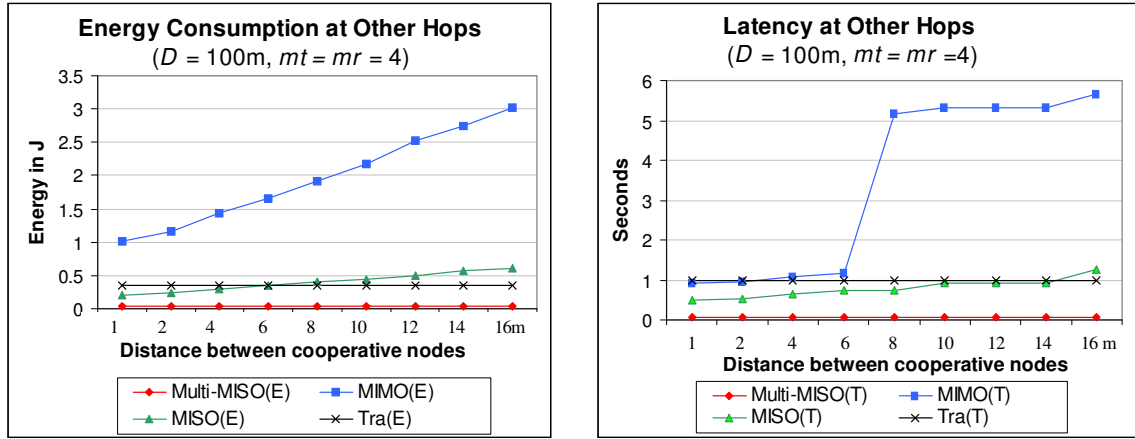 Energy Consumption at Other Hops
(D = 100m, mt = mr = 4)
3.5
3
2.5
2
1.5
1
0.5
0
Energy in J
1 2 4 6 8 10 12 14 16m
Distance between cooperative nodes
Multi-MISO(E) MIMO(E)
MISO(E) Tra(E)
Latency at Other Hops
(D = 100m, mt = mr =4)
6
5
4
3
2
1
0
Seconds
1 2 4 6 8 10 12 14 16 m
Distance between cooperative nodes
Multi-MISO(T) MIMO(T)
MISO(T) Tra(T)